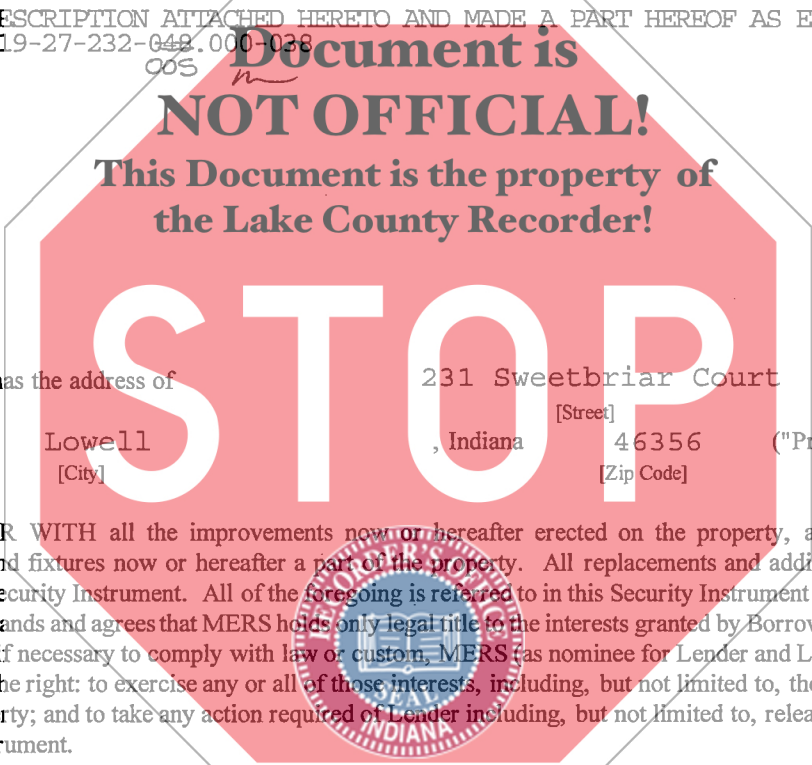 ESCRIPTION ATTACHED HERETO AND MADE A PART HEREOF AS E
19-27-232-048.000-038
005
Document is
NOT OFFICIAL!
This Document is the property of
the Lake County Recorder!
STOP
as the address of 231 Sweetbriar Court
[Street]
Lowell , Indiana 46356 ("Pr
[City] [Zip Code]
R WITH all the improvements now or hereafter erected on the property, a
nd fixtures now or hereafter a part of the property. All replacements and addi
ecurity Instrument. All of the foregoing is referred to in this Security Instrument
ands and agrees that MERS holds only legal title to the interests granted by Borrow
if necessary to comply with law or custom, MERS (as nominee for Lender and L
he right: to exercise any or all of those interests, including, but not limited to, the
rty; and to take any action required of Lender including, but not limited to, relea
rument.
RECORDER'S OFFICE
SEAL
INDIANA